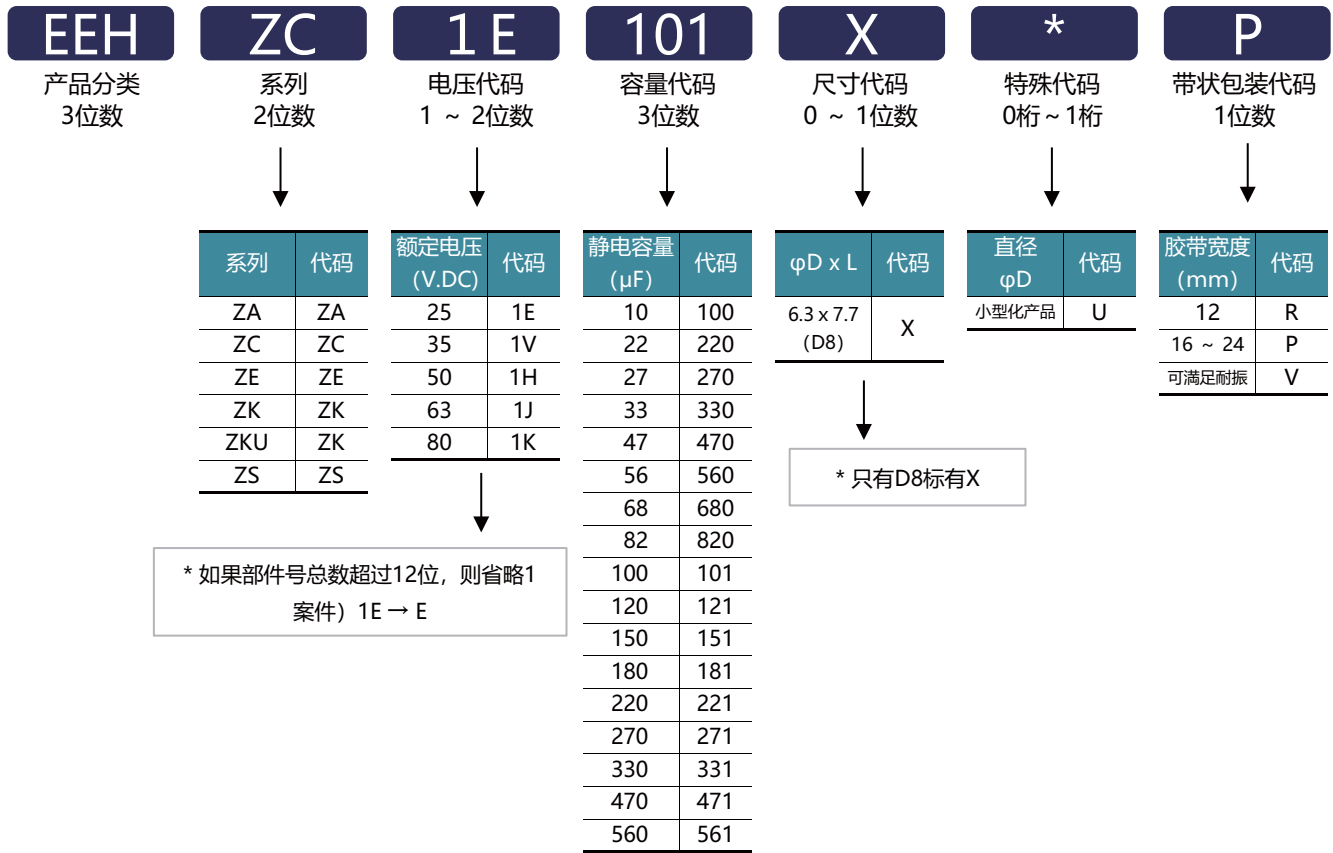 EEH ZC 1E 101 X * P
产品分类 系列 电压代码 容量代码 尺寸代码 特殊代码 带状包装代码
3位数 2位数 1 ~ 2位数 3位数 0 ~ 1位数 0桁~1桁 1位数
系列 代码
ZA ZA
ZC ZC
ZE ZE
ZK ZK
ZKU ZK
ZS ZS
额定电压
(V.DC) 代码
25 1E
35 1V
50 1H
63 1J
80 1K
* 如果部件号总数超过12位，则省略1
案件）1E → E
静电容量
(μF) 代码
10 100
22 220
27 270
33 330
47 470
56 560
68 680
82 820
100 101
120 121
150 151
180 181
220 221
270 271
330 331
470 471
560 561
φD x L 代码
6.3 x 7.7
(D8) X
* 只有D8标有X
直径
φD 代码
小型化产品 U
胶带宽度
(mm) 代码
12 R
16 ~ 24 P
可满足耐振 V